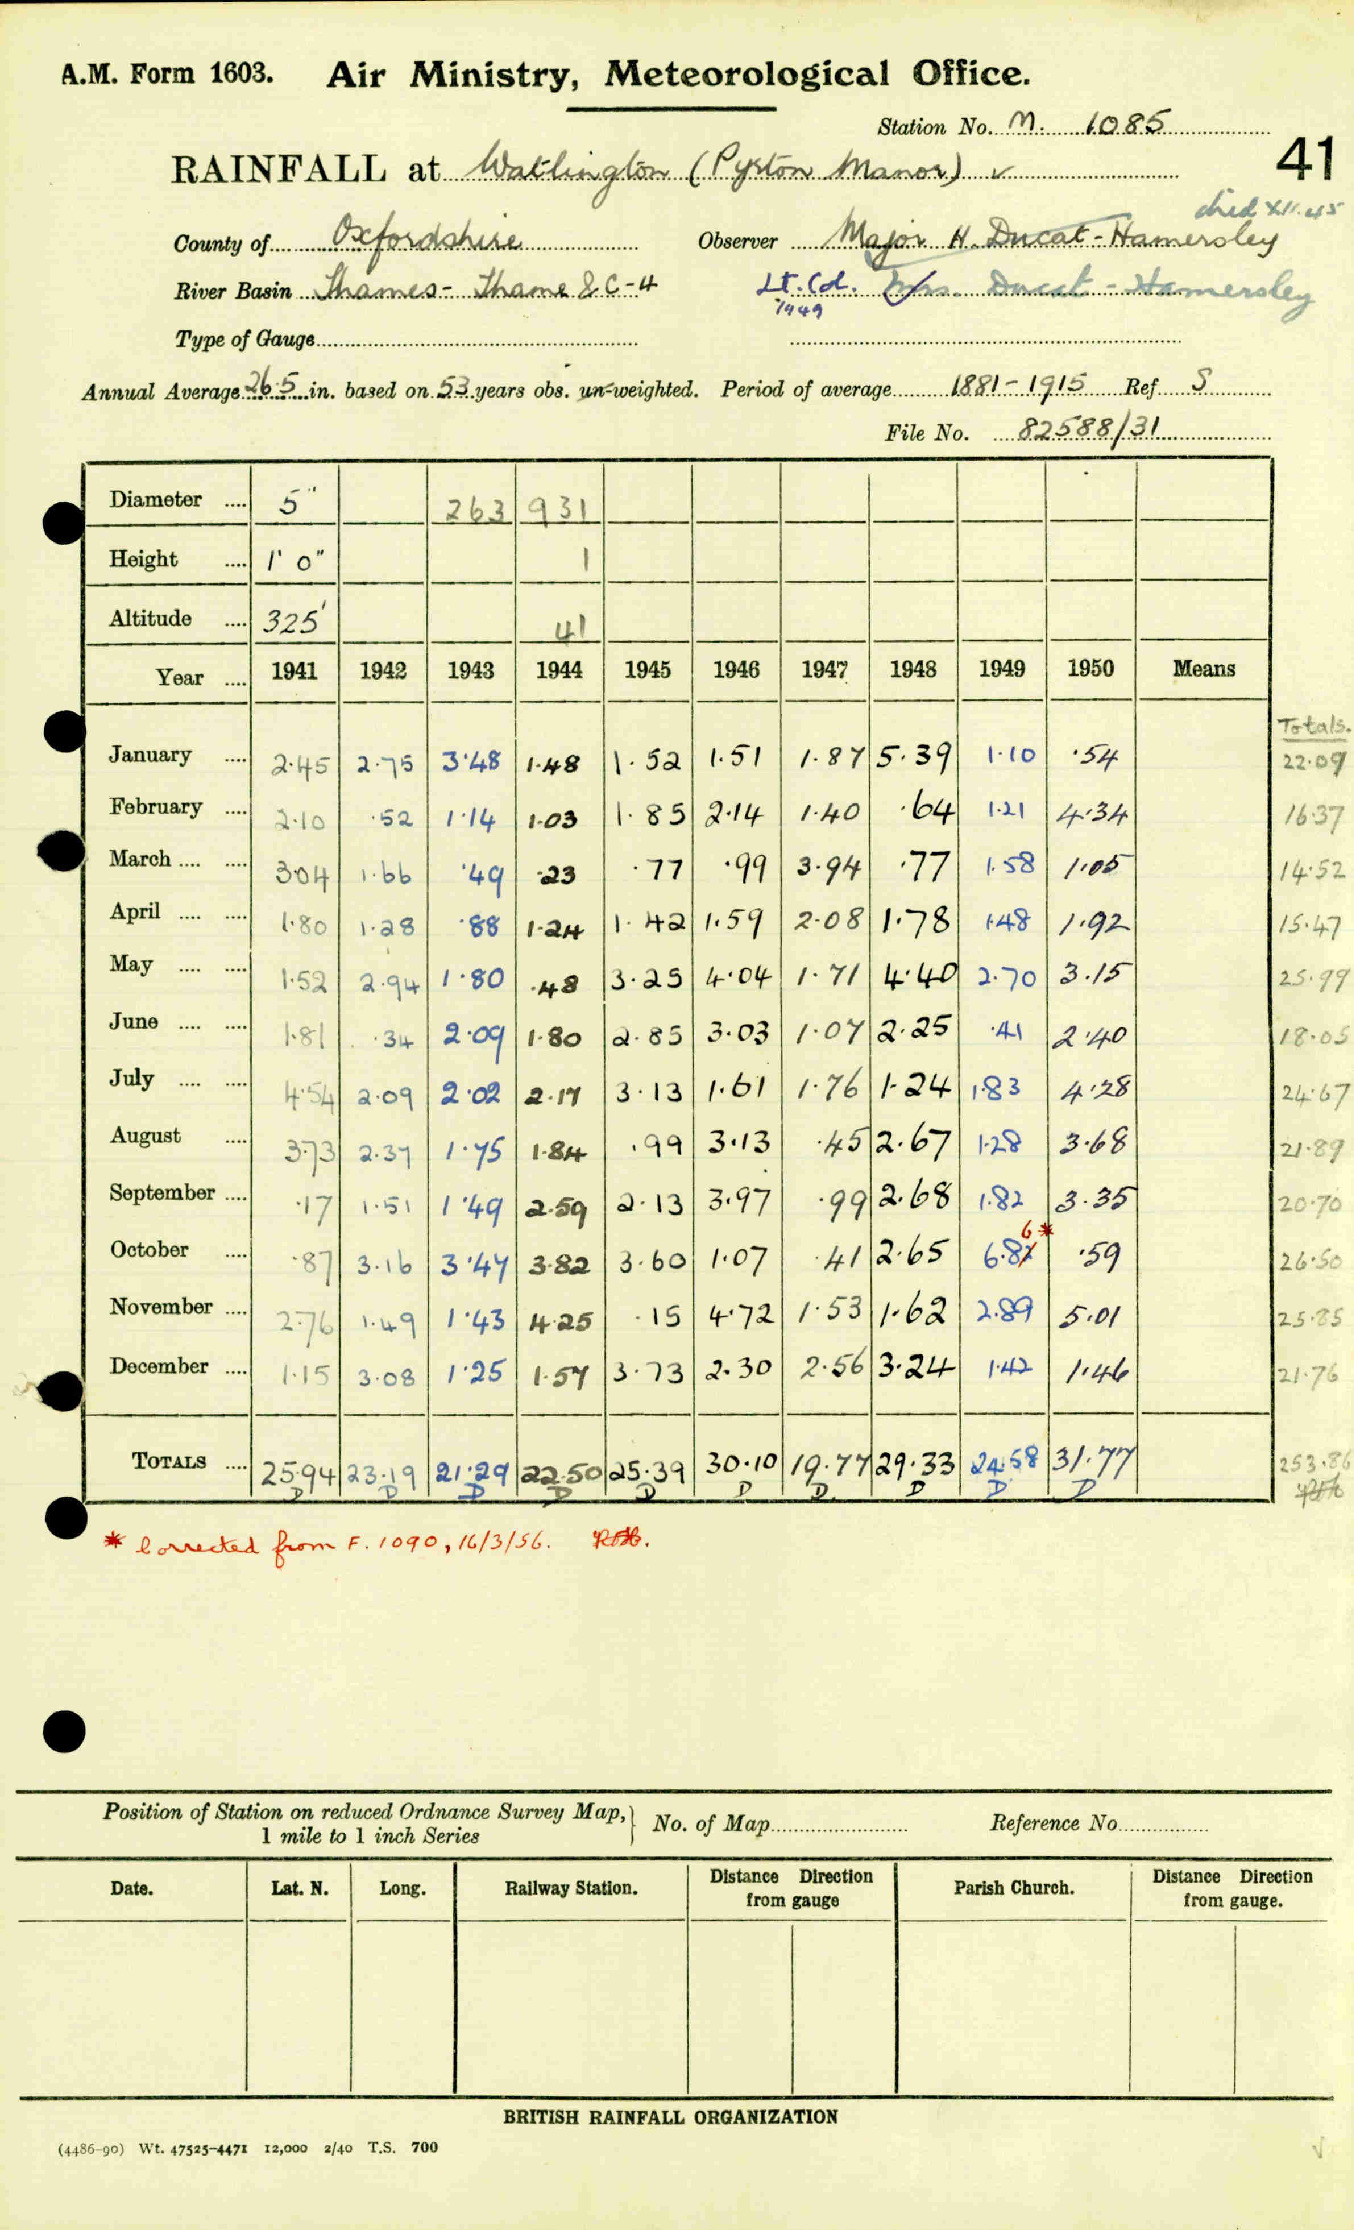 A.M. Form 1603. Air Ministry, Meteorological Office.
Station No. M. 1085
41
RAINFALL at Watlington (Pyrton Manor) ✓
died XII.45
County of Oxfordshire Observer Major H. Ducat-Hamersley
River Basin Thames - Thame & C-4 Lt. Col. Mrs. Ducat-Hamersley
1949
Type of Gauge
Annual Average 26.5 in. based on 53 years obs. un-weighted. Period of average 1881-1915 Ref S
File No. 82588/31
Diameter .... 5" 263 931
Height .... 1' 0" 1
Altitude .... 325' 41
Year .... 1941 1942 1943 1944 1945 1946 1947 1948 1949 1950 Means
Totals.
January .... 2.45 2.75 3.48 1.48 1.52 1.51 1.87 5.39 1.10 .54 22.09
February .... 2.10 .52 1.14 1.03 1.85 2.14 1.40 .64 1.21 4.34 16.37
March .... .... 3.04 1.66 .49 .23 .77 .99 3.94 .77 1.58 1.05 14.52
April .... .... 1.80 1.28 .88 1.24 1.42 1.59 2.08 1.78 1.48 1.92 15.47
May .... .... 1.52 2.94 1.80 .48 3.25 4.04 1.71 4.40 2.70 3.15 25.99
June .... .... 1.81 .34 2.09 1.80 2.85 3.03 1.07 2.25 .41 2.40 18.05
July .... .... 4.54 2.09 2.02 2.17 3.13 1.61 1.76 1.24 1.83 4.28 24.67
August .... 3.73 2.37 1.75 1.84 .99 3.13 .45 2.67 1.28 3.68 21.89
September .... .17 1.51 1.49 2.59 2.13 3.97 .99 2.68 1.82 3.35 20.70
6*
October .... .87 3.16 3.47 3.82 3.60 1.07 .41 2.65 6.82 .59 26.50
November .... 2.76 1.49 1.43 4.25 .15 4.72 1.53 1.62 2.89 5.01 25.85
December .... 1.15 3.08 1.25 1.57 3.73 2.30 2.56 3.24 1.42 1.46 21.76
TOTALS .... 25.94 23.19 21.29 22.50 25.39 30.10 19.77 29.33 24.58 31.77 253.86
D D D D D D D D D D
* Corrected from F. 1090, 16/3/56.
Position of Station on reduced Ordnance Survey Map,
1 mile to 1 inch Series
No. of Map Reference No
Date. Lat. N. Long. Railway Station. Distance from gauge Direction Parish Church. Distance Direction from gauge.
BRITISH RAINFALL ORGANIZATION
(4486-90) Wt. 47525-4471 12,000 2/40 T.S. 700